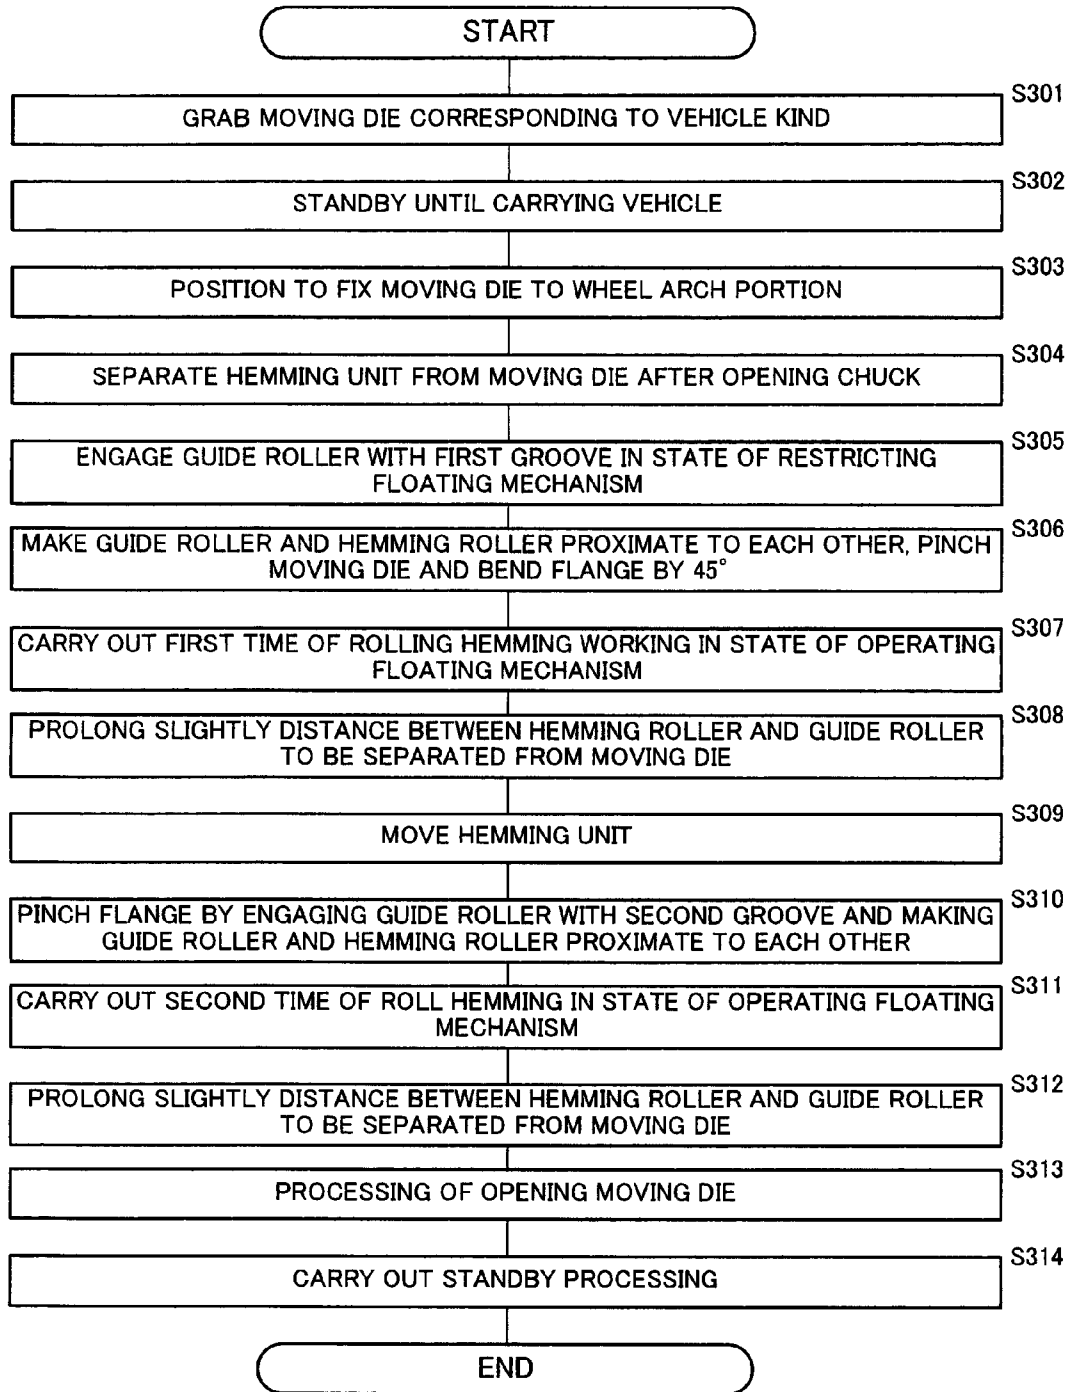 START
S301
GRAB MOVING DIE CORRESPONDING TO VEHICLE KIND
S302
STANDBY UNTIL CARRYING VEHICLE
S303
POSITION TO FIX MOVING DIE TO WHEEL ARCH PORTION
S304
SEPARATE HEMMING UNIT FROM MOVING DIE AFTER OPENING CHUCK
S305
ENGAGE GUIDE ROLLER WITH FIRST GROOVE IN STATE OF RESTRICTING
FLOATING MECHANISM
S306
MAKE GUIDE ROLLER AND HEMMING ROLLER PROXIMATE TO EACH OTHER, PINCH
MOVING DIE AND BEND FLANGE BY 45°
S307
CARRY OUT FIRST TIME OF ROLLING HEMMING WORKING IN STATE OF OPERATING
FLOATING MECHANISM
S308
PROLONG SLIGHTLY DISTANCE BETWEEN HEMMING ROLLER AND GUIDE ROLLER
TO BE SEPARATED FROM MOVING DIE
S309
MOVE HEMMING UNIT
S310
PINCH FLANGE BY ENGAGING GUIDE ROLLER WITH SECOND GROOVE AND MAKING
GUIDE ROLLER AND HEMMING ROLLER PROXIMATE TO EACH OTHER
S311
CARRY OUT SECOND TIME OF ROLL HEMMING IN STATE OF OPERATING FLOATING
MECHANISM
S312
PROLONG SLIGHTLY DISTANCE BETWEEN HEMMING ROLLER AND GUIDE ROLLER
TO BE SEPARATED FROM MOVING DIE
S313
PROCESSING OF OPENING MOVING DIE
S314
CARRY OUT STANDBY PROCESSING
END